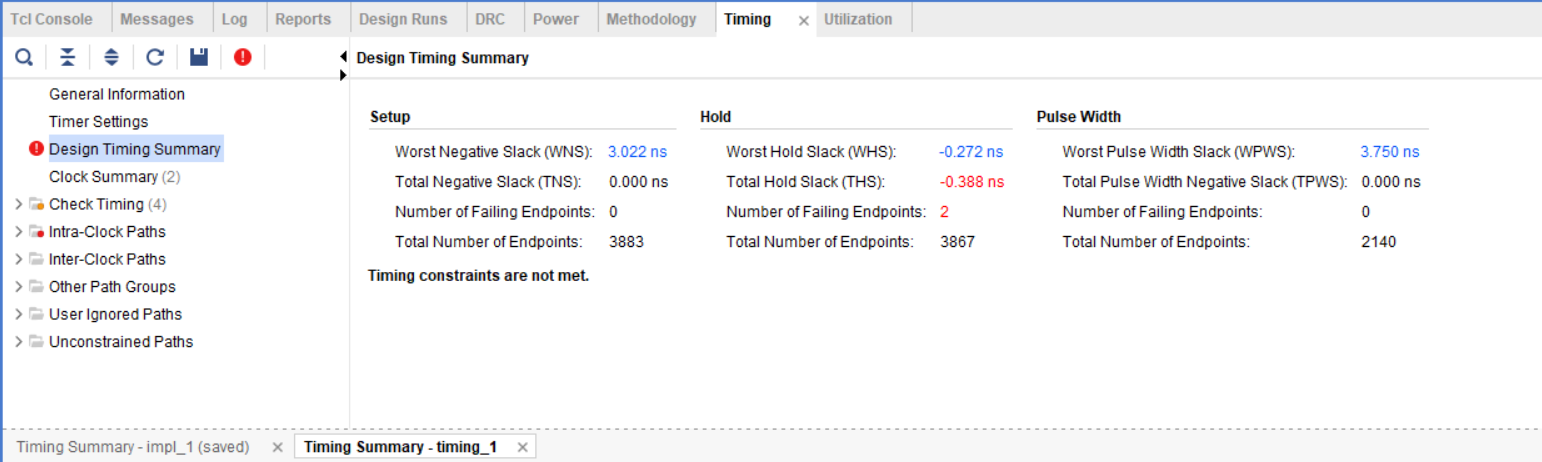 Tcl Console Messages Log Reports Design Runs DRC Power Methodology Timing Utilization
Design Timing Summary
General Information
Timer Settings
Design Timing Summary
Clock Summary (2)
Check Timing (4)
Intra-Clock Paths
Inter-Clock Paths
Other Path Groups
User Ignored Paths
Unconstrained Paths
Setup Hold Pulse Width
Worst Negative Slack (WNS): 3.022 ns Worst Hold Slack (WHS): -0.272 ns Worst Pulse Width Slack (WPWS): 3.750 ns
Total Negative Slack (TNS): 0.000 ns Total Hold Slack (THS): -0.388 ns Total Pulse Width Negative Slack (TPWS): 0.000 ns
Number of Failing Endpoints: 0 Number of Failing Endpoints: 2 Number of Failing Endpoints: 0
Total Number of Endpoints: 3883 Total Number of Endpoints: 3867 Total Number of Endpoints: 2140
Timing constraints are not met.
Timing Summary - impl_1 (saved) Timing Summary - timing_1